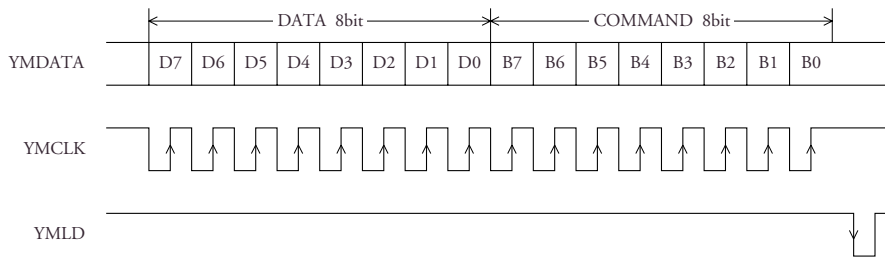 DATA 8bit COMMAND 8bit
YMDATA D7 D6 D5 D4 D3 D2 D1 D0 B7 B6 B5 B4 B3 B2 B1 B0
YMCLK
YMLD